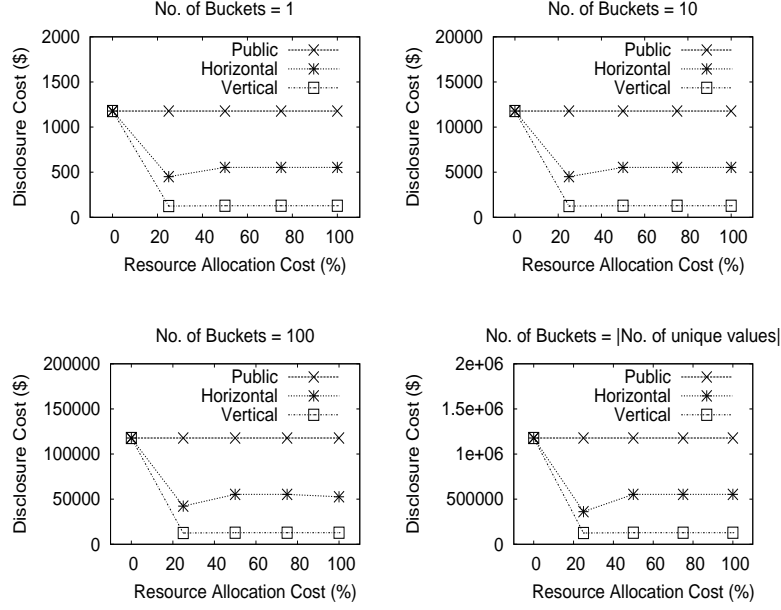 No. of Buckets = 1
Disclosure Cost ($)
2000
1500
1000
500
0
Public
Horizontal
Vertical
0 20 40 60 80 100
Resource Allocation Cost (%)
No. of Buckets = 10
Disclosure Cost ($)
20000
15000
10000
5000
0
Public
Horizontal
Vertical
0 20 40 60 80 100
Resource Allocation Cost (%)
No. of Buckets = 100
Disclosure Cost ($)
200000
150000
100000
50000
0
Public
Horizontal
Vertical
0 20 40 60 80 100
Resource Allocation Cost (%)
No. of Buckets = |No. of unique values|
Disclosure Cost ($)
2e+06
1.5e+06
1e+06
500000
0
Public
Horizontal
Vertical
0 20 40 60 80 100
Resource Allocation Cost (%)